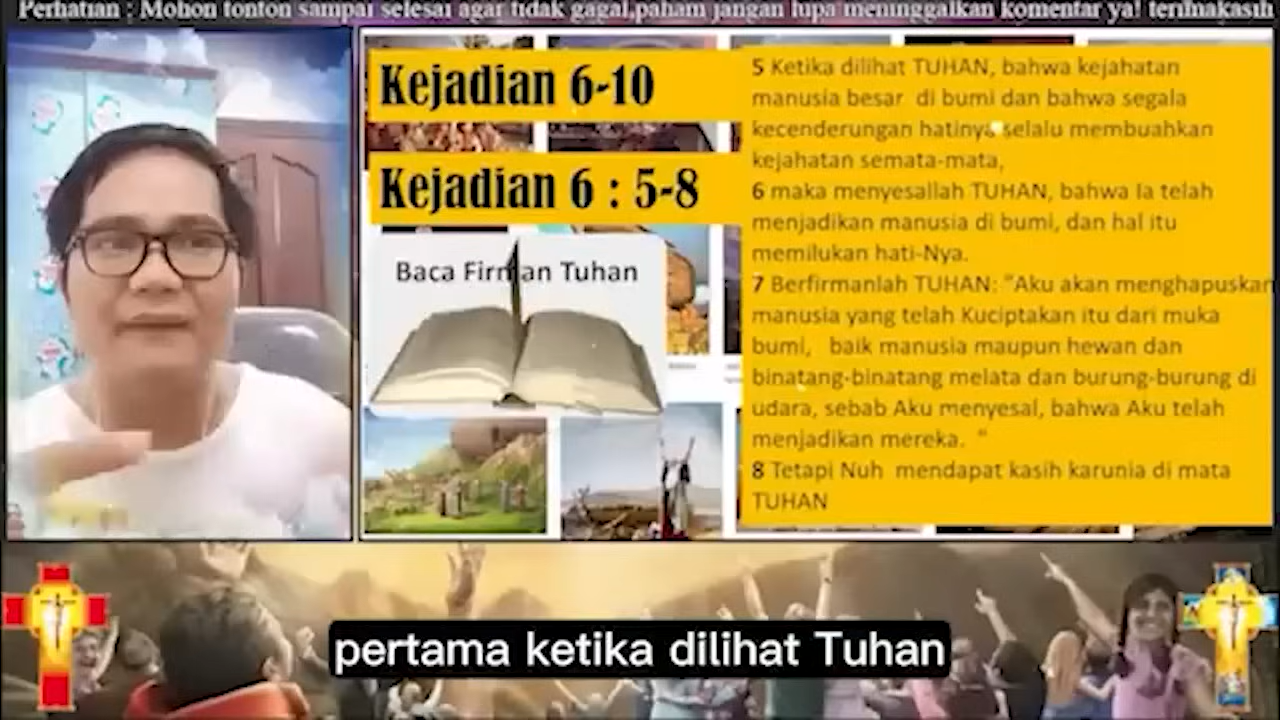 Perhatian : Mohon tonton sampai selesai agar tidak gagal,paham jangan lupa meninggalkan komentar ya! terimakasih
Kejadian 6-10
Kejadian 6 : 5-8
Baca Firman Tuhan
5 Ketika dilihat TUHAN, bahwa kejahatan
manusia besar di bumi dan bahwa segala
kecenderungan hatinya selalu membuahkan
kejahatan semata-mata,
6 maka menyesallah TUHAN, bahwa Ia telah
menjadikan manusia di bumi, dan hal itu
memilukan hati-Nya.
7 Berfirmanlah TUHAN: "Aku akan menghapuskan
manusia yang telah Kuciptakan itu dari muka
bumi, baik manusia maupun hewan dan
binatang-binatang melata dan burung-burung di
udara, sebab Aku menyesal, bahwa Aku telah
menjadikan mereka. "
8 Tetapi Nuh mendapat kasih karunia di mata
TUHAN
pertama ketika dilihat Tuhan